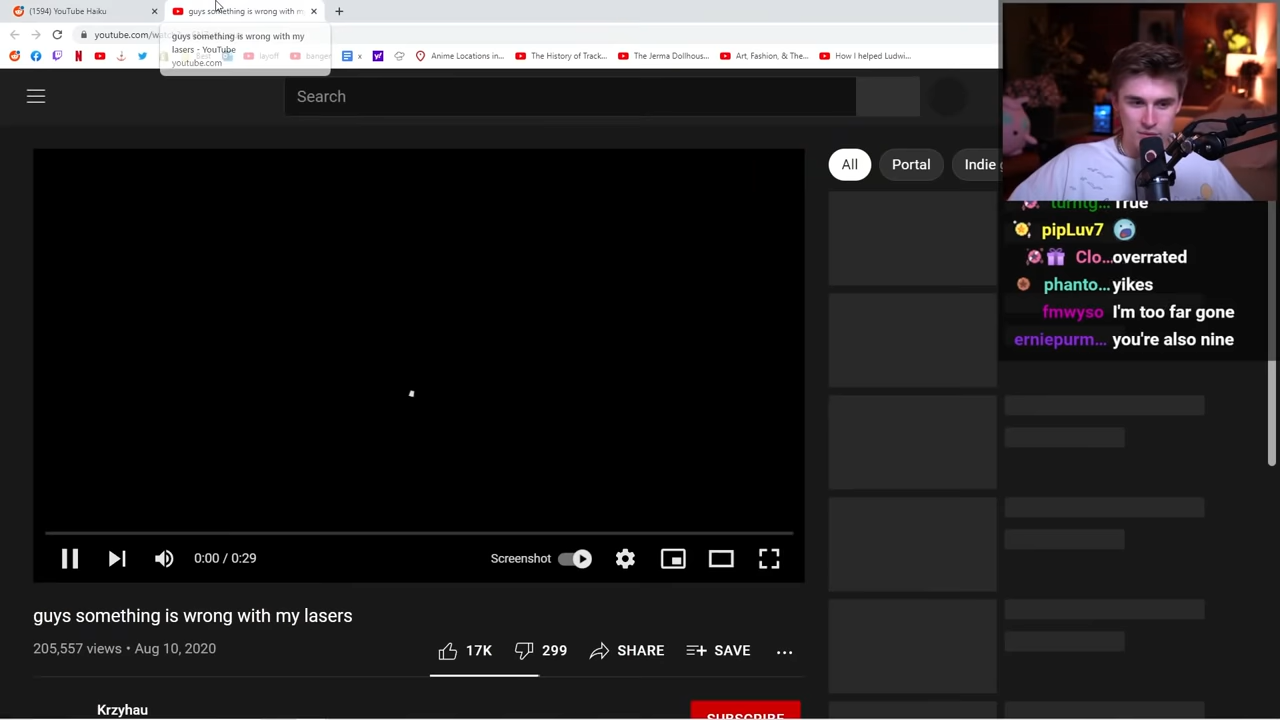 (1594) YouTube Haiku
guys something is wrong with m
youtube.com/wa
guys something is wrong with my
lasers - YouTube
youtube.com
layoff
banger
x
Anime Locations in...
The History of Track...
The Jerma Dollhous...
Art, Fashion, & The...
How I helped Ludwi...
Search
All
Portal
Indie
True
pipLuv7
Clo... overrated
phanto... yikes
fmwyso I'm too far gone
erniepurm... you're also nine
0:00 / 0:29
Screenshot
guys something is wrong with my lasers
205,557 views • Aug 10, 2020
17K
299
SHARE
SAVE
Krzyhau
SUBSCRIBE